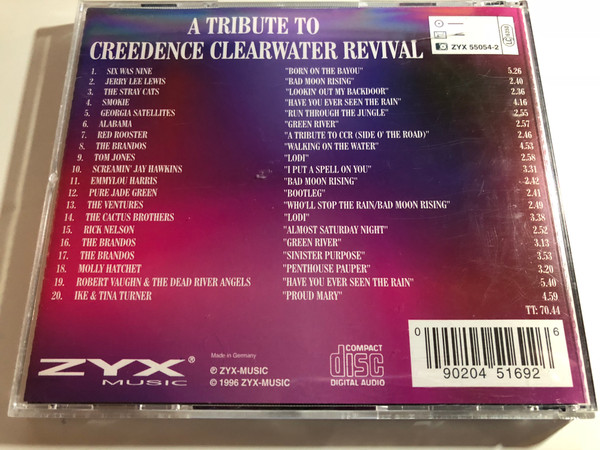 A TRIBUTE TO
CREEDENCE CLEARWATER REVIVAL
ZYX 55054-2
1. SIX WAS NINE "BORN ON THE BAYOU" 5.26
2. JERRY LEE LEWIS "BAD MOON RISING" 2.40
3. THE STRAY CATS "LOOKIN OUT MY BACKDOOR" 2.36
4. SMOKIE "HAVE YOU EVER SEEN THE RAIN" 4.16
5. GEORGIA SATELLITES "RUN THROUGH THE JUNGLE" 2.55
6. ALABAMA "GREEN RIVER" 2.57
7. RED ROOSTER "A TRIBUTE TO CCR (SIDE O' THE ROAD)" 2.46
8. THE BRANDOS "WALKING ON THE WATER" 4.53
9. TOM JONES "LODI" 2.58
10. SCREAMIN' JAY HAWKINS "I PUT A SPELL ON YOU" 3.31
11. EMMYLOU HARRIS "BAD MOON RISING" 2.42
12. PURE JADE GREEN "BOOTLEG" 2.41
13. THE VENTURES "WHO'LL STOP THE RAIN/BAD MOON RISING" 2.49
14. THE CACTUS BROTHERS "LODI" 3.38
15. RICK NELSON "ALMOST SATURDAY NIGHT" 2.52
16. THE BRANDOS "GREEN RIVER" 3.13
17. THE BRANDOS "SINISTER PURPOSE" 3.53
18. MOLLY HATCHET "PENTHOUSE PAUPER" 3.20
19. ROBERT VAUGHN & THE DEAD RIVER ANGELS "HAVE YOU EVER SEEN THE RAIN" 5.40
20. IKE & TINA TURNER "PROUD MARY" 4.59
TT: 70.44
ZYX®
MUSIC
Made in Germany
℗ ZYX-MUSIC
© 1996 ZYX-MUSIC
COMPACT
disc
DIGITAL AUDIO
0 90204 51692 6